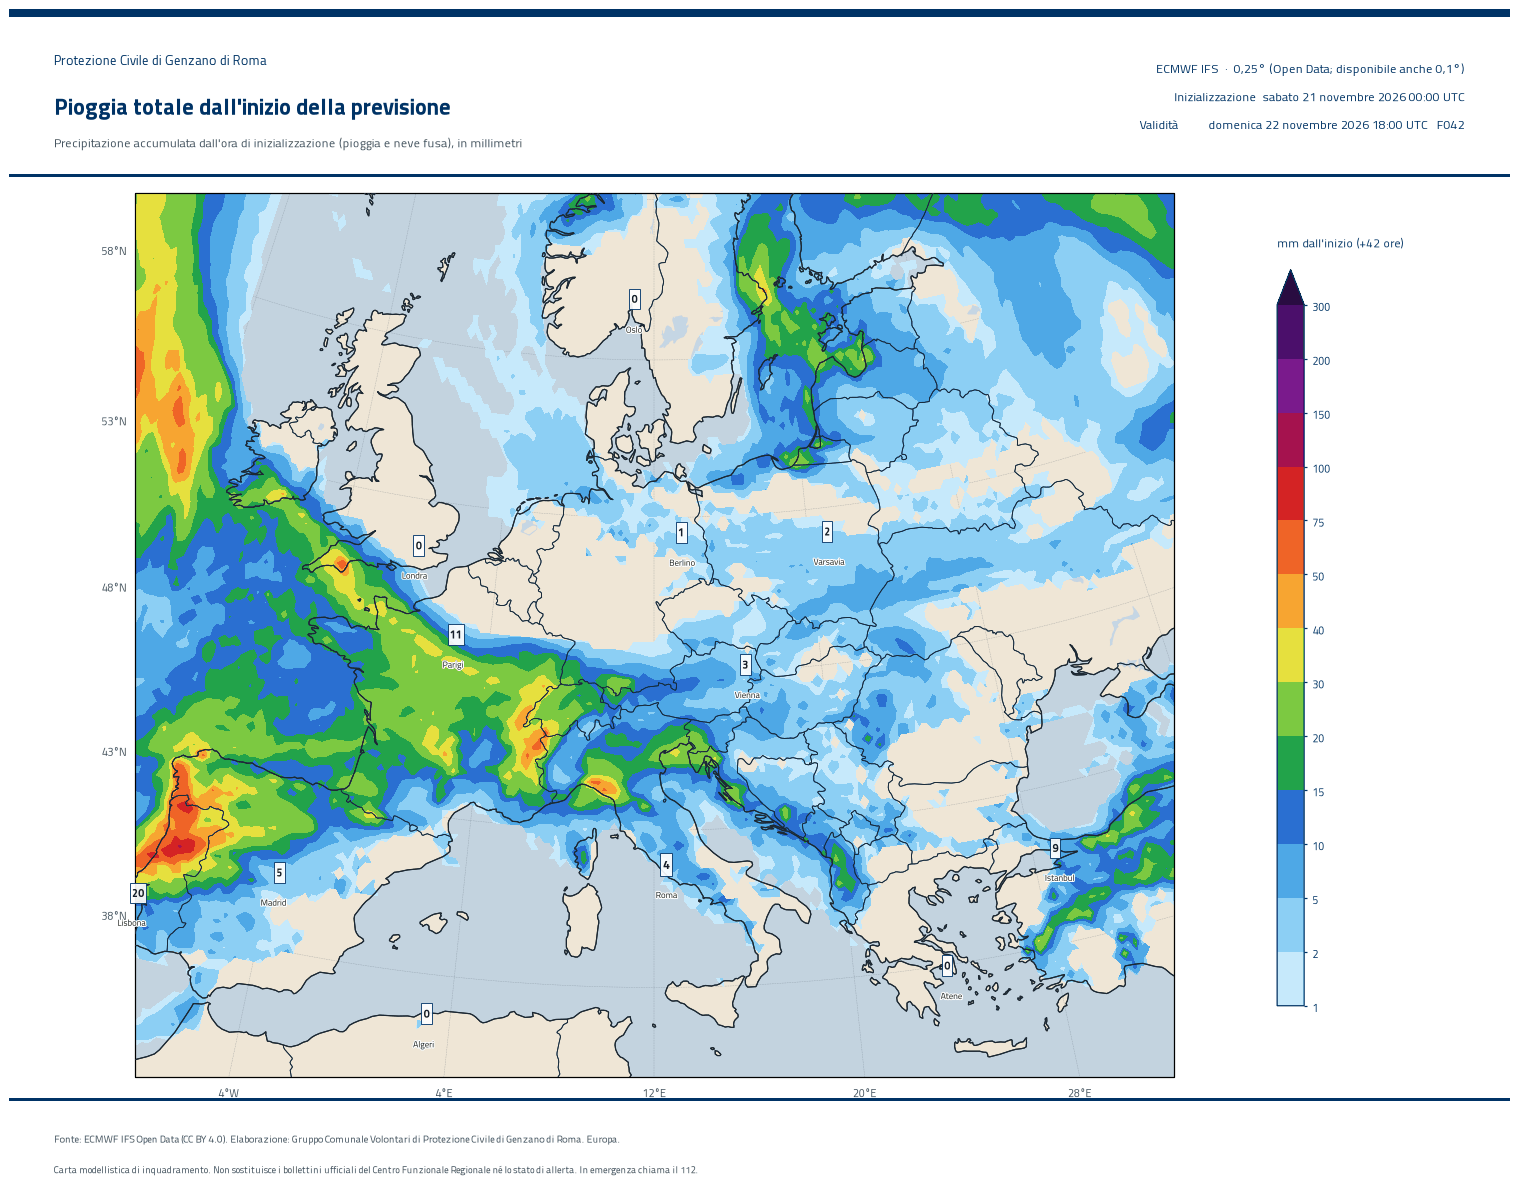 Protezione Civile di Genzano di Roma
Pioggia totale dall'inizio della previsione
Precipitazione accumulata dall'ora di inizializzazione (pioggia e neve fusa), in millimetri
ECMWF IFS · 0,25° (Open Data; disponibile anche 0,1°)
Inizializzazione sabato 21 novembre 2026 00:00 UTC
Validità domenica 22 novembre 2026 18:00 UTC F042
mm dall'inizio (+42 ore)
300
200
150
100
75
50
40
30
20
15
10
5
2
1
58°N
53°N
48°N
43°N
38°N
0
Oslo
0
Londra
1
Berlino
2
Varsavia
11
Parigi
3
Vienna
5
Madrid
20
Lisbona
4
Roma
9
Istanbul
0
Atene
0
Algeri
4°W
4°E
12°E
20°E
28°E
Fonte: ECMWF IFS Open Data (CC BY 4.0). Elaborazione: Gruppo Comunale Volontari di Protezione Civile di Genzano di Roma. Europa.
Carta modellistica di inquadramento. Non sostituisce i bollettini ufficiali del Centro Funzionale Regionale né lo stato di allerta. In emergenza chiama il 112.